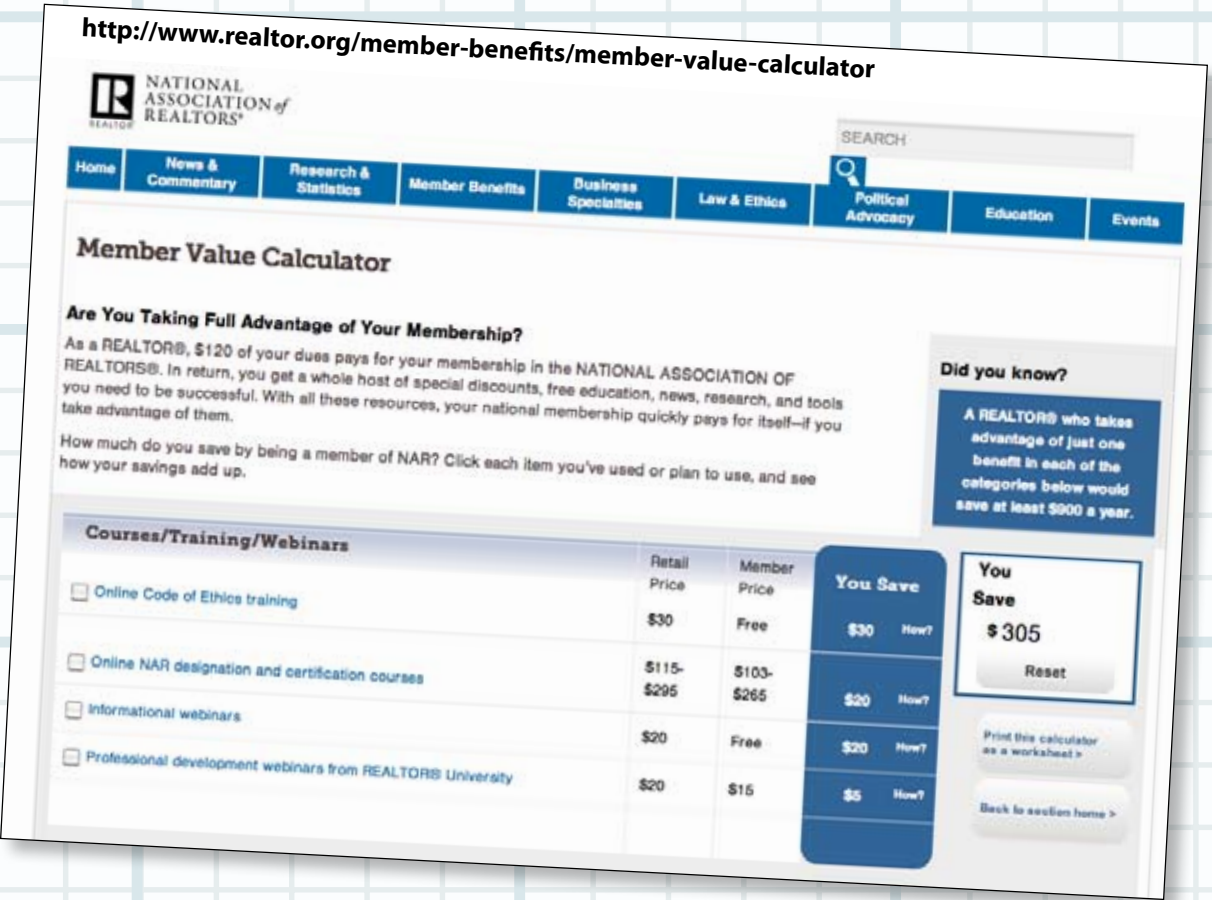 http://www.realtor.org/member-benefits/member-value-calculator
NATIONAL
ASSOCIATION of
REALTORS®
REALTOR
SEARCH
Home
News &
Commentary
Research &
Statistics
Member Benefits
Business
Specialties
Law & Ethics
Political
Advocacy
Education
Events
Member Value Calculator
Are You Taking Full Advantage of Your Membership?
As a REALTOR®, $120 of your dues pays for your membership in the NATIONAL ASSOCIATION OF
REALTORS®. In return, you get a whole host of special discounts, free education, news, research, and tools
you need to be successful. With all these resources, your national membership quickly pays for itself—if you
take advantage of them.
How much do you save by being a member of NAR? Click each item you've used or plan to use, and see
how your savings add up.
Did you know?
A REALTOR® who takes
advantage of just one
benefit in each of the
categories below would
save at least $900 a year.
Courses/Training/Webinars
Retail
Price
Member
Price
You Save
Online Code of Ethics training
$30
Free
$30 How?
Online NAR designation and certification courses
$115-
$295
$103-
$265
$20 How?
Informational webinars
$20
Free
$20 How?
Professional development webinars from REALTOR® University
$20
$15
$5 How?
You
Save
$ 305
Reset
Print this calculator
as a worksheet >
Back to section home >